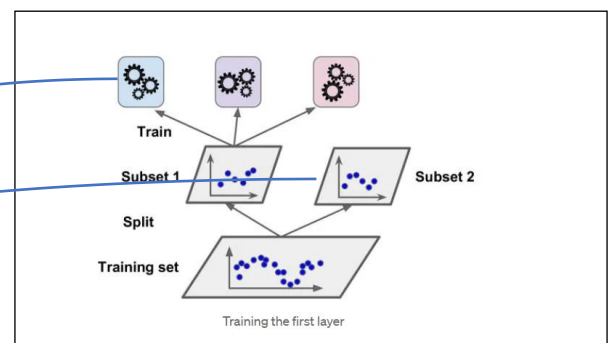 Train
Subset 1
Subset 2
Split
Training set
Training the first layer